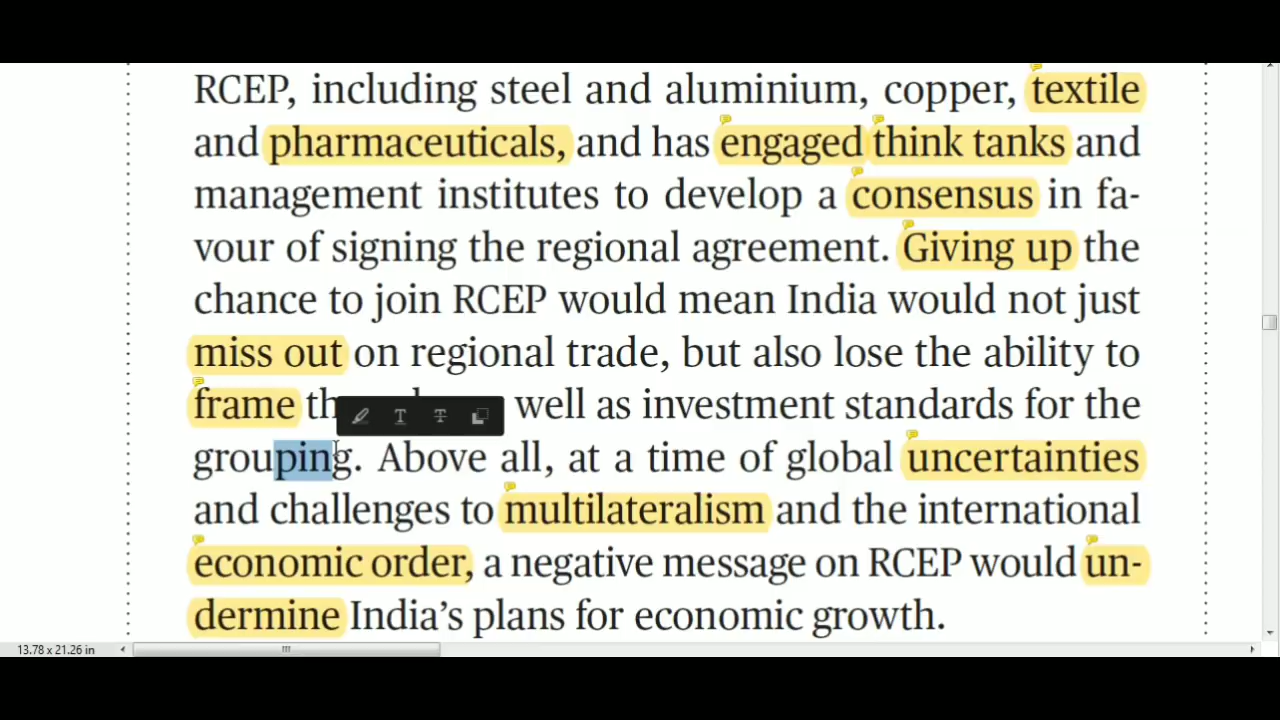 RCEP, including steel and aluminium, copper, textile
and pharmaceuticals, and has engaged think tanks and
management institutes to develop a consensus in fa-
vour of signing the regional agreement. Giving up the
chance to join RCEP would mean India would not just
miss out on regional trade, but also lose the ability to
frame well as investment standards for the
grouping. Above all, at a time of global uncertainties
and challenges to multilateralism and the international
economic order, a negative message on RCEP would un-
dermine India's plans for economic growth.
13.78 x 21.26 in